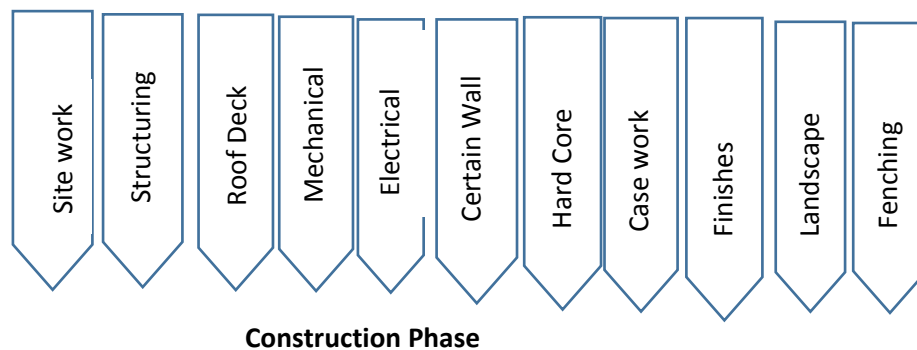 Site work
Structuring
Roof Deck
Mechanical
Electrical
Certain Wall
Hard Core
Case work
Finishes
Landscape
Fenching
Construction Phase